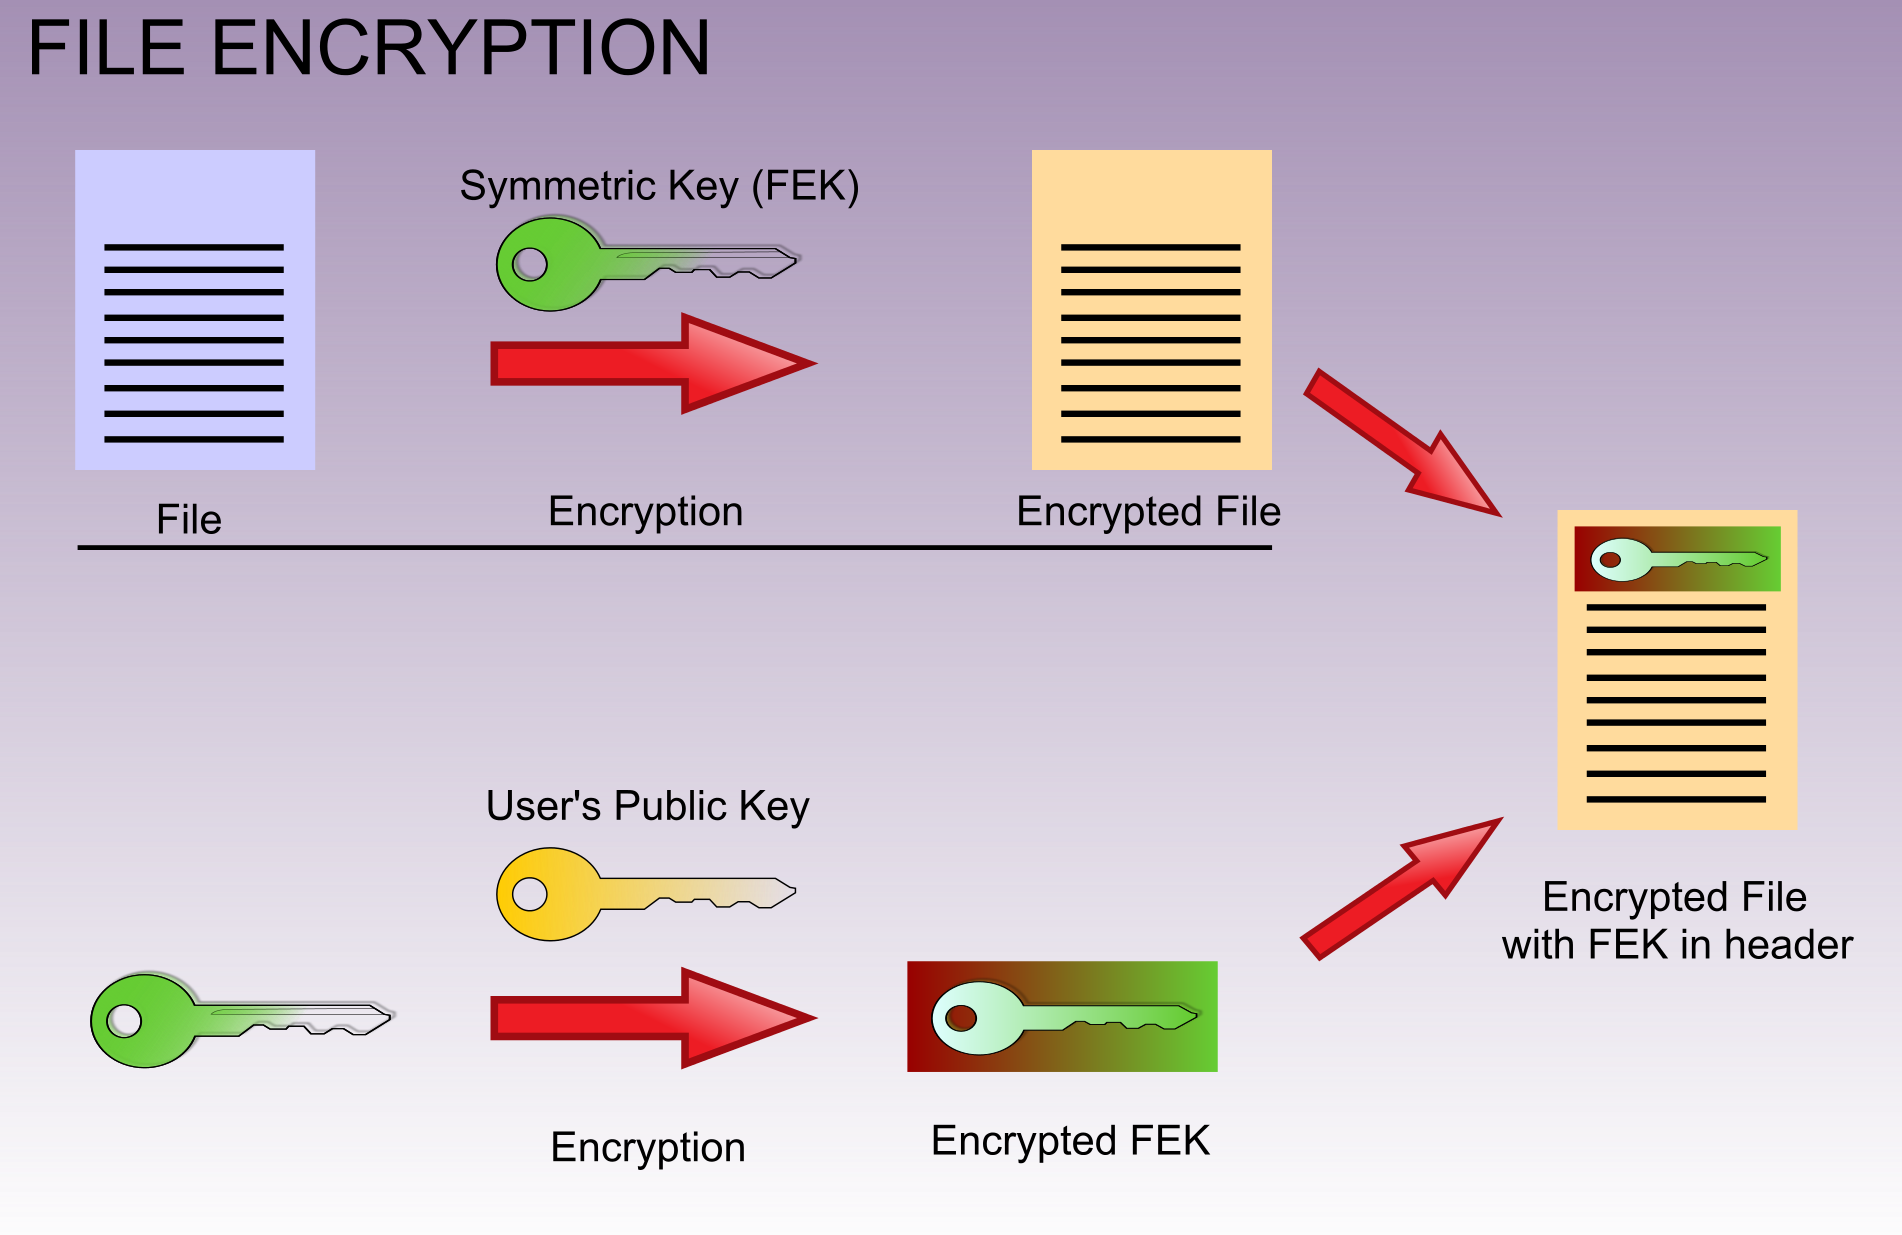 FILE ENCRYPTION
Symmetric Key (FEK)
File
Encryption
Encrypted File
User's Public Key
Encryption
Encrypted FEK
Encrypted File
with FEK in header